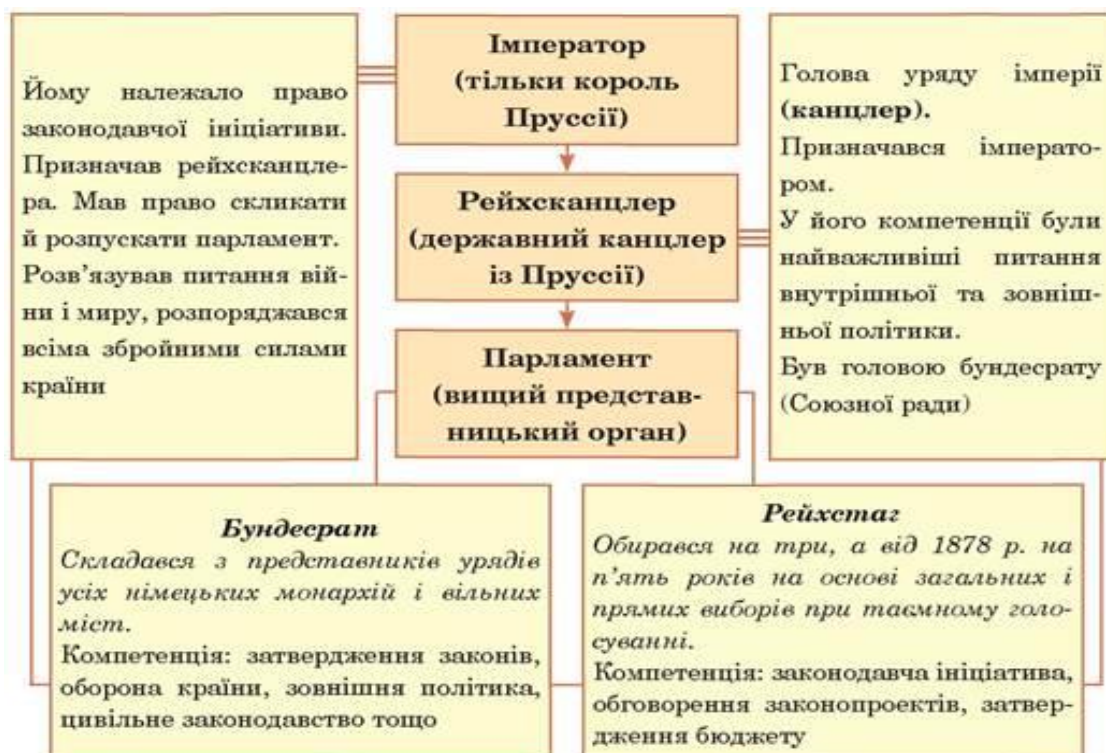 Йому належало право
законодавчої ініціативи.
Призначав рейхсканцле-
ра. Мав право скликати
й розпускати парламент.
Розв'язував питання вій-
ни і миру, розпоряджався
всіма збройними силами
країни
Імператор
(тільки король
Пруссії)
Рейхсканцлер
(державний канцлер
із Пруссії)
Парламент
(вищий представ-
ницький орган)
Голова уряду імперії
(канцлер).
Призначався імперато-
ром.
У його компетенції були
найважливіші питання
внутрішньої та зовніш-
ньої політики.
Був головою бундесрату
(Союзної ради)
Бундесрат
Складався з представників урядів
усіх німецьких монархій і вільних
міст.
Компетенція: затвердження законів,
оборона країни, зовнішня політика,
цивільне законодавство тощо
Рейхстаг
Обирався на три, а від 1878 р. на
п'ять років на основі загальних і
прямих виборів при таємному голо-
суванні.
Компетенція: законодавча ініціатива,
обговорення законопроектів, затвер-
дження бюджету